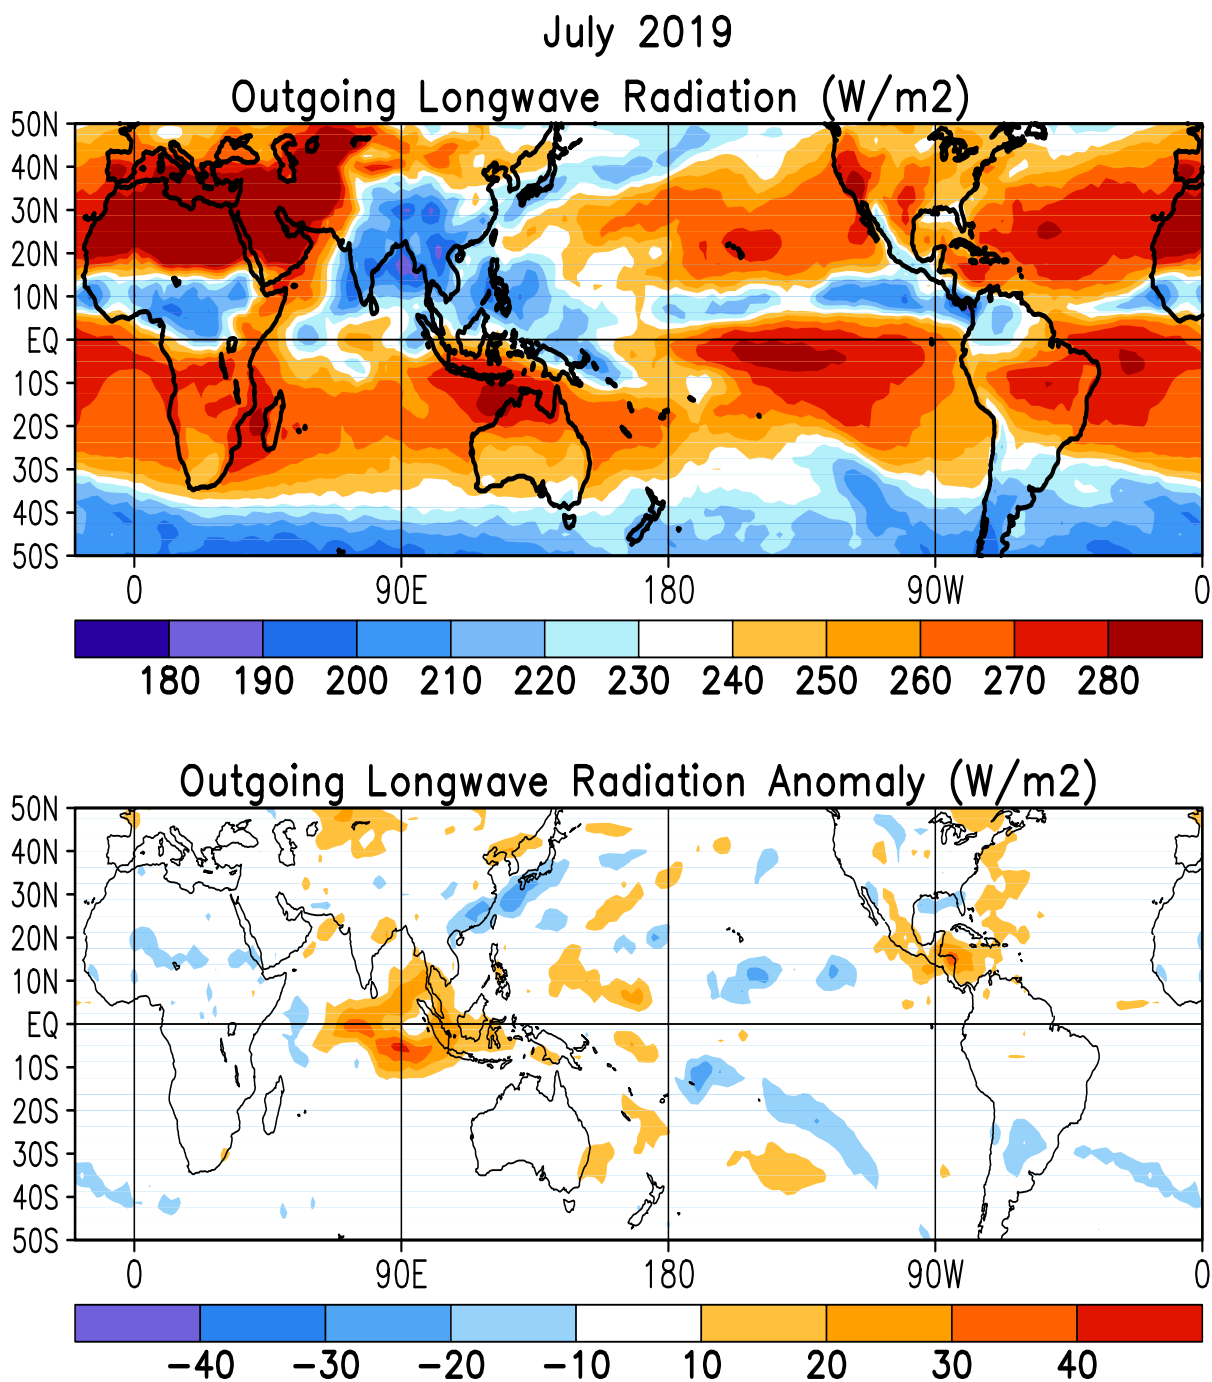 July 2019
Outgoing Longwave Radiation (W/m2)
50N
40N
30N
20N
10N
EQ
10S
20S
30S
40S
50S
0 90E 180 90W 0
180 190 200 210 220 230 240 250 260 270 280
Outgoing Longwave Radiation Anomaly (W/m2)
50N
40N
30N
20N
10N
EQ
10S
20S
30S
40S
50S
0 90E 180 90W 0
−40 −30 −20 −10 10 20 30 40